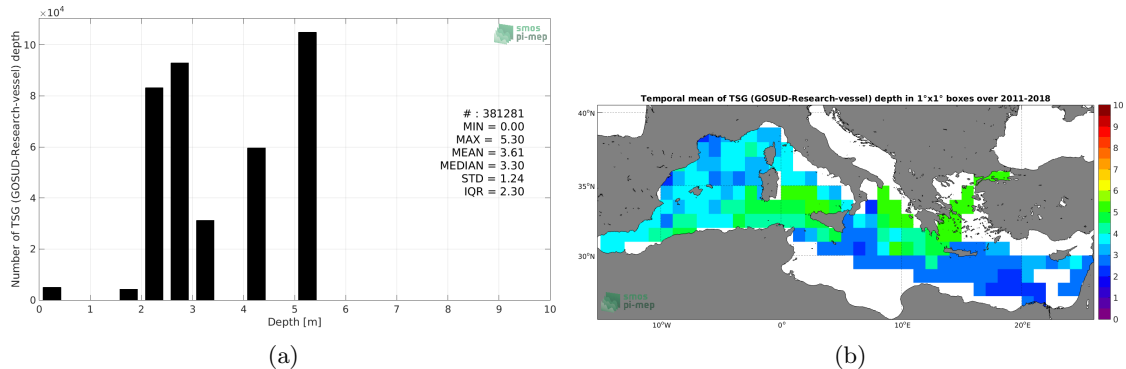 ×10⁴
10
8
6
4
2
0
Number of TSG (GOSUD-Research-vessel) depth
smos
pi-mep
# : 381281
MIN = 0.00
MAX = 5.30
MEAN = 3.61
MEDIAN = 3.30
STD = 1.24
IQR = 2.30
0 1 2 3 4 5 6 7 8 9 10
Depth [m]
(a)
Temporal mean of TSG (GOSUD-Research-vessel) depth in 1°x1° boxes over 2011-2018
40°N
35°N
30°N
smos
pi-mep
10°W 0° 10°E 20°E
10
9
8
7
6
5
4
3
2
1
0
(b)